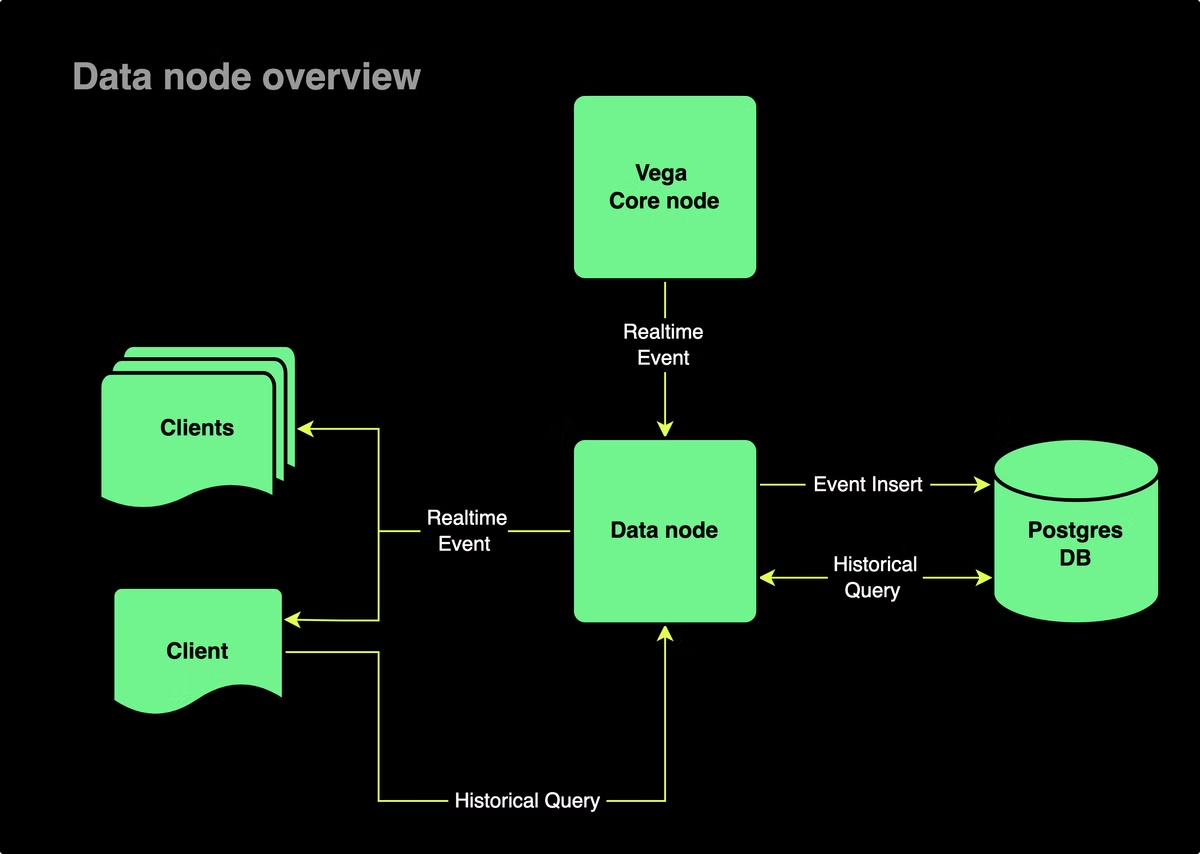 Data node overview
Vega
Core node
Realtime
Event
Clients
Realtime
Event
Data node
Event Insert
Historical
Query
Postgres
DB
Client
Historical Query